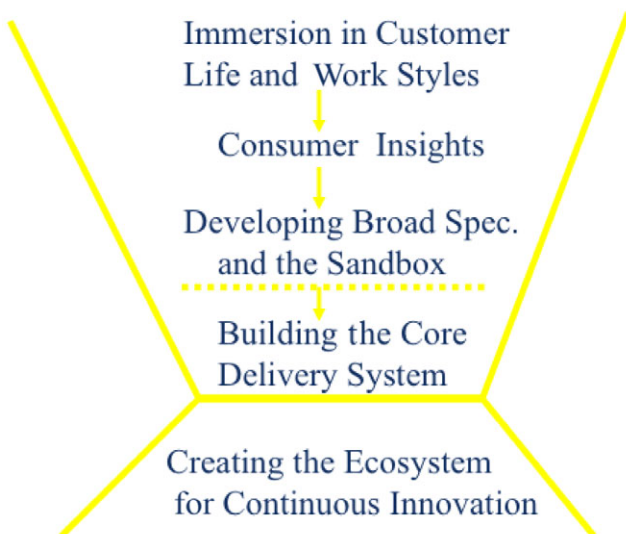 Immersion in Customer
Life and Work Styles
Consumer Insights
Developing Broad Spec.
and the Sandbox
Building the Core
Delivery System
Creating the Ecosystem
for Continuous Innovation